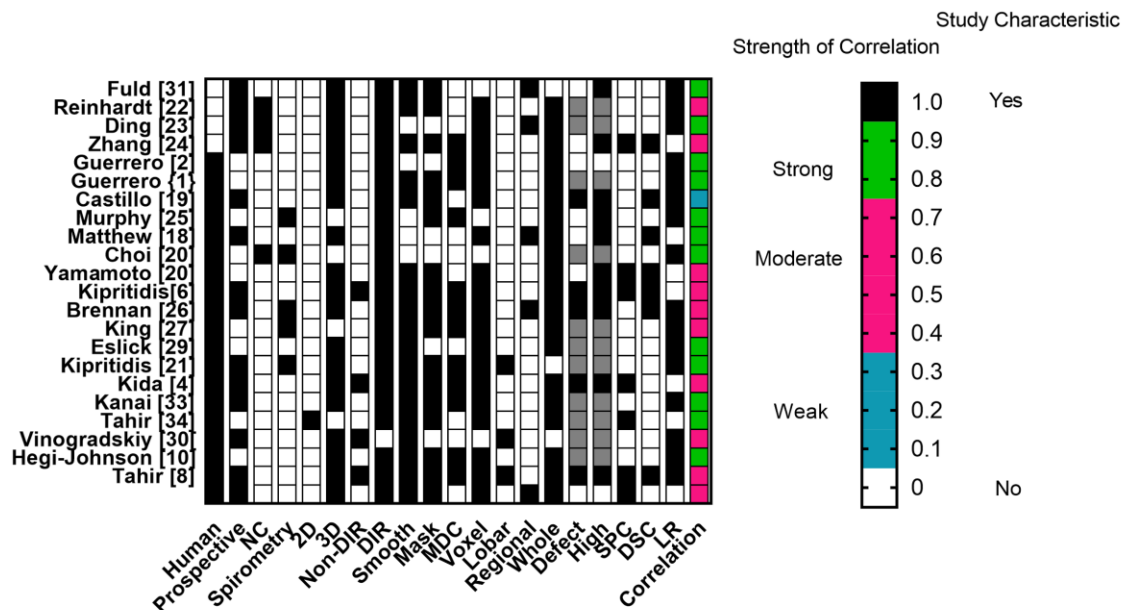 Study Characteristic
Strength of Correlation
Fuld [31]
Reinhardt [22]
Ding [23]
Zhang [24]
Guerrero [2]
Guerrero {1}
Castillo [19]
Murphy [25]
Matthew [18]
Choi [20]
Yamamoto [20]
Kipritidis[6]
Brennan [26]
King [27]
Eslick [29]
Kipritidis [21]
Kida [4]
Kanai [33]
Tahir [34]
Vinogradskiy [30]
Hegi-Johnson [10]
Tahir [8]
Human
Prospective
NC
Spirometry
2D
3D
Non-DIR
DIR
Smooth
Mask
MDC
Voxel
Lobar
Regional
Whole
Defect
High
SPC
DSC
LR
Correlation
1.0 Yes
0.9
Strong
0.8
0.7
Moderate 0.6
0.5
0.4
0.3
Weak 0.2
0.1
0 No